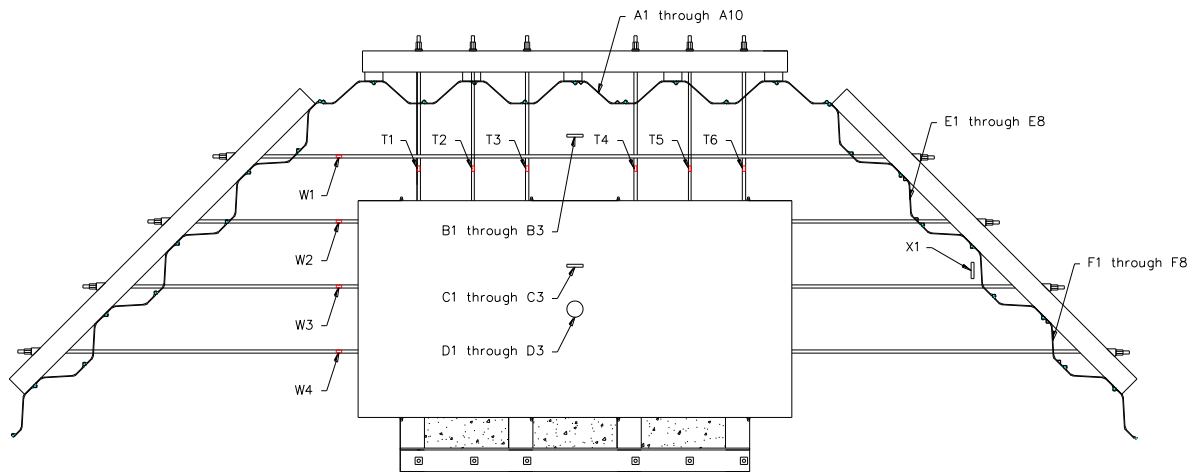 A1 through A10
E1 through E8
T1
T2
T3
T4
T5
T6
W1
B1 through B3
X1
W2
F1 through F8
C1 through C3
W3
D1 through D3
W4